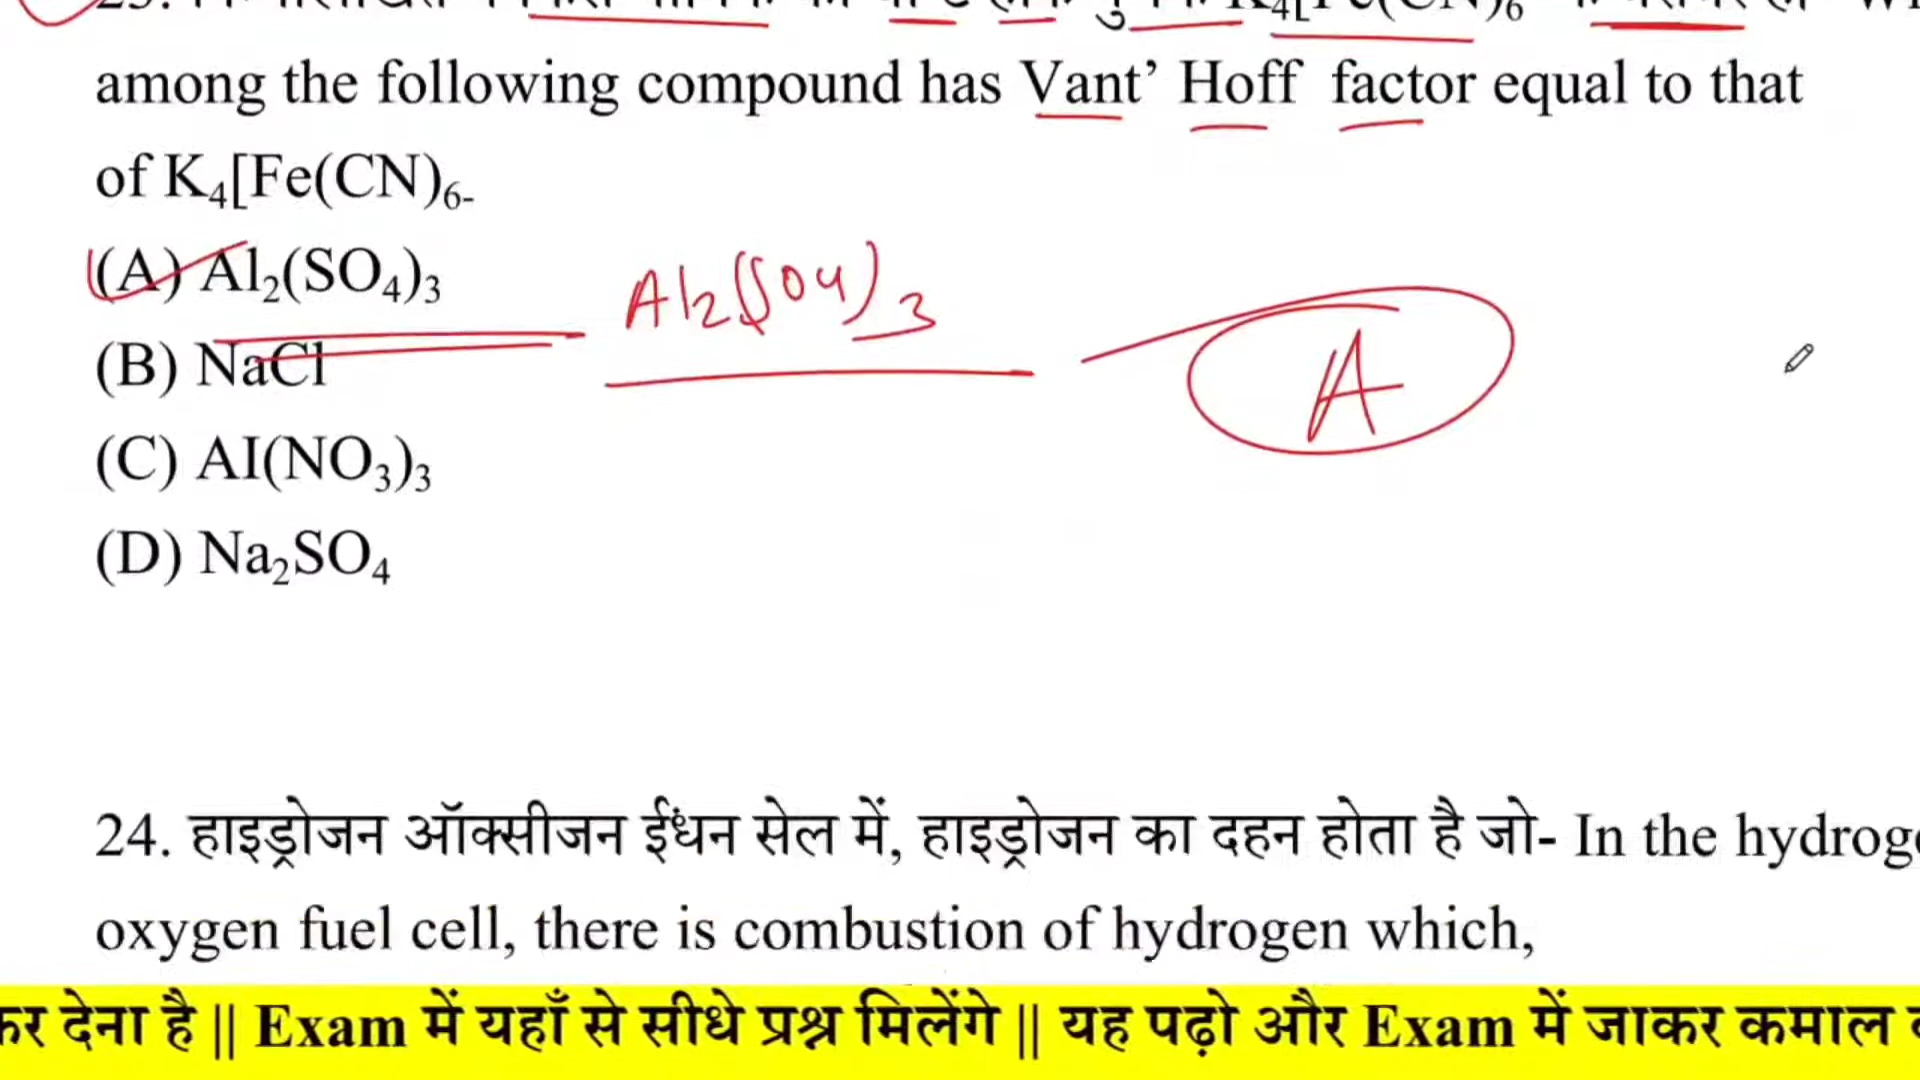 among the following compound has Vant’ Hoff factor equal to that
of K₄[Fe(CN)₆-
(A) Al₂(SO₄)₃
Al₂(SO₄)₃
A
(B) NaCl
(C) AI(NO₃)₃
(D) Na₂SO₄
24. हाइड्रोजन ऑक्सीजन ईंधन सेल में, हाइड्रोजन का दहन होता है जो- In the
oxygen fuel cell, there is combustion of hydrogen which,
देना है || Exam में यहाँ से सीधे प्रश्न मिलेंगे || यह पढ़ो और Exam में जाकर कमाल